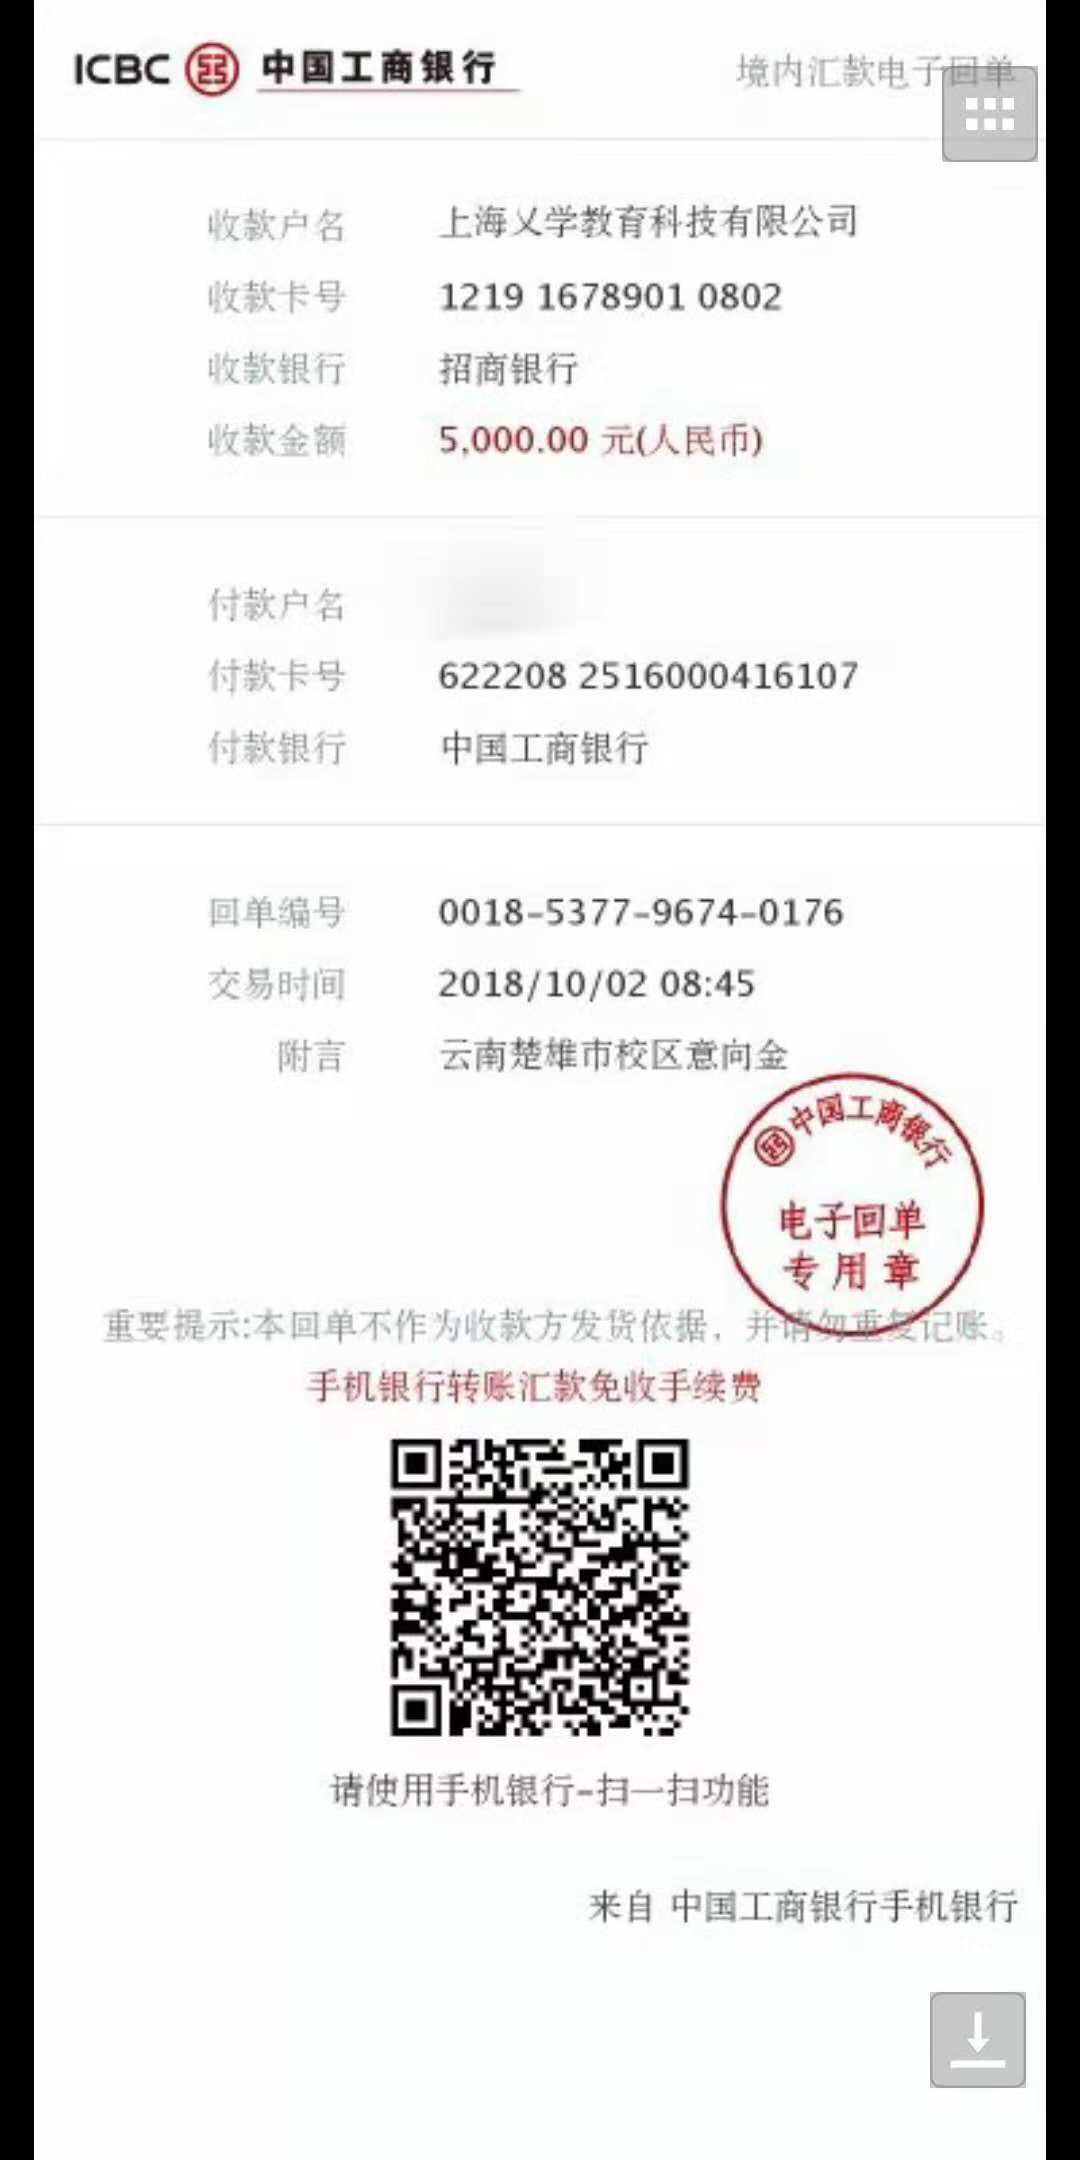 ICBC 中国工商银行
境内汇款电子回单
收款户名 上海乂学教育科技有限公司
收款卡号 1219 1678901 0802
收款银行 招商银行
收款金额 5,000.00 元(人民币)
付款户名
付款卡号 622208 2516000416107
付款银行 中国工商银行
回单编号 0018-5377-9674-0176
交易时间 2018/10/02 08:45
附言 云南楚雄市校区意向金
中国工商银行
电子回单
专用章
重要提示:本回单不作为收款方发货依据，并请勿重复记账。
手机银行转账汇款免收手续费
请使用手机银行-扫一扫功能
来自 中国工商银行手机银行